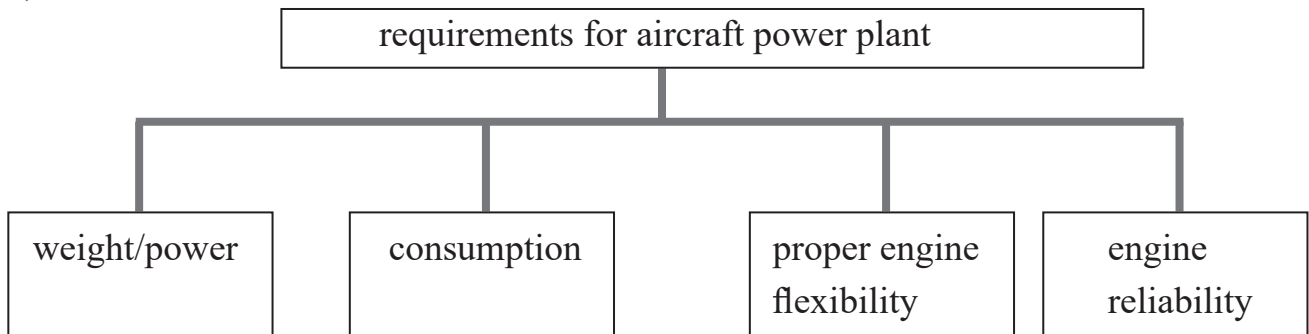 requirements for aircraft power plant
weight/power
consumption
proper engine
flexibility
engine
reliability